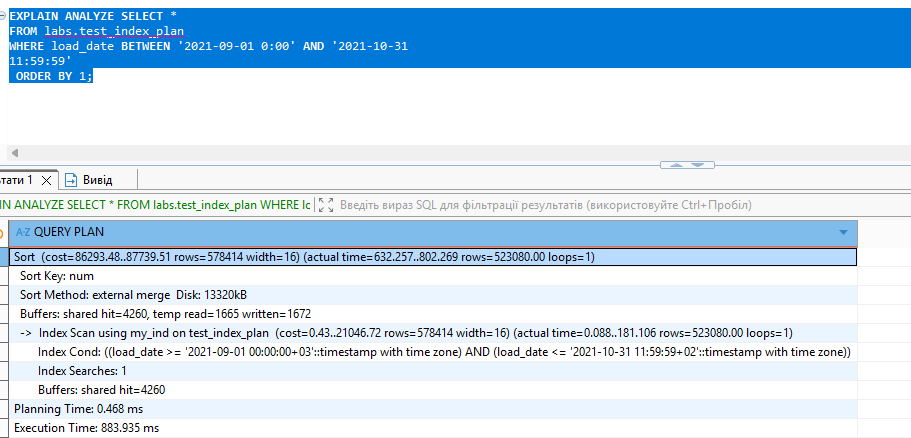 EXPLAIN ANALYZE SELECT *
FROM labs.test_index_plan
WHERE load_date BETWEEN '2021-09-01 0:00' AND '2021-10-31
11:59:59'
ORDER BY 1;
тати 1
Вивід
IN ANALYZE SELECT * FROM labs.test_index_plan WHERE lc
Введіть вираз SQL для фільтрації результатів (використовуйте Ctrl+Пробіл)
A-Z QUERY PLAN
Sort (cost=86293.48..87739.51 rows=578414 width=16) (actual time=632.257..802.269 rows=523080.00 loops=1)
Sort Key: num
Sort Method: external merge Disk: 13320kB
Buffers: shared hit=4260, temp read=1665 written=1672
-> Index Scan using my_ind on test_index_plan (cost=0.43..21046.72 rows=578414 width=16) (actual time=0.088..181.106 rows=523080.00 loops=1)
Index Cond: ((load_date >= '2021-09-01 00:00:00+03'::timestamp with time zone) AND (load_date <= '2021-10-31 11:59:59+02'::timestamp with time zone))
Index Searches: 1
Buffers: shared hit=4260
Planning Time: 0.468 ms
Execution Time: 883.935 ms